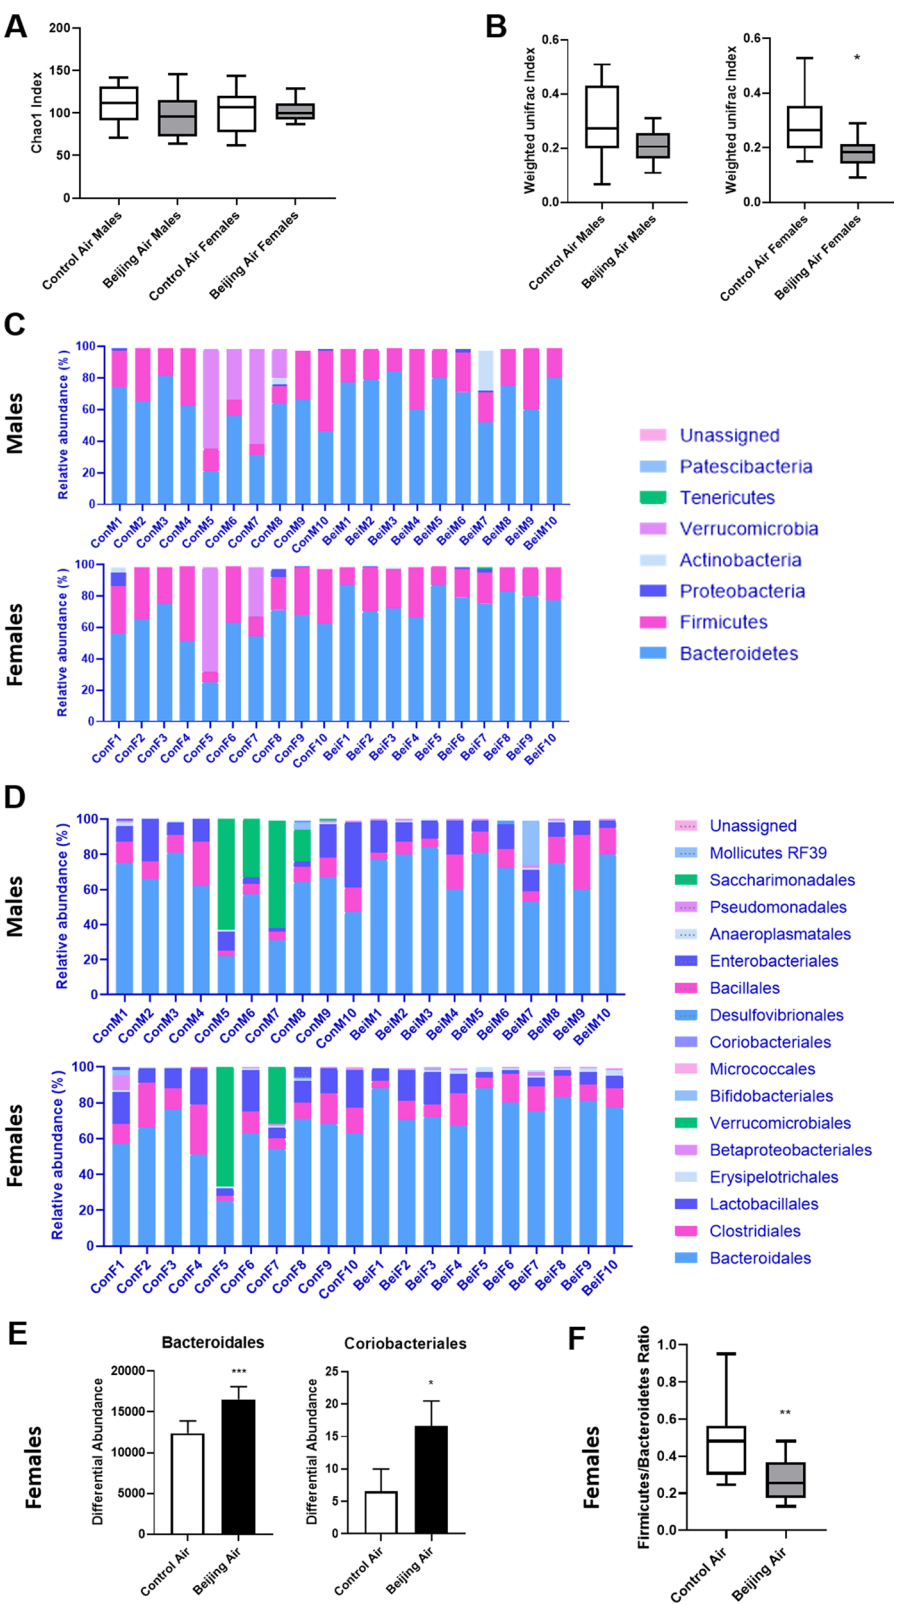 A
200
150
100
50
0
Chao1 Index
Control Air Males
Beijing Air Males
Control Air Females
Beijing Air Females
B
0.6
0.4
0.2
0.0
Weighted unifrac Index
Control Air Males
Beijing Air Males
0.6
0.4
0.2
0.0
Weighted unifrac Index
*
Control Air Females
Beijing Air Females
C
Males
Relative abundance (%)
100
80
60
40
20
0
ConM1 ConM2 ConM3 ConM4 ConM5 ConM6 ConM7 ConM8 ConM9 ConM10 BeiM1 BeiM2 BeiM3 BeiM4 BeiM5 BeiM6 BeiM7 BeiM8 BeiM9 BeiM10
Females
Relative abundance (%)
100
80
60
40
20
0
ConF1 ConF2 ConF3 ConF4 ConF5 ConF6 ConF7 ConF8 ConF9 ConF10 BeiF1 BeiF2 BeiF3 BeiF4 BeiF5 BeiF6 BeiF7 BeiF8 BeiF9 BeiF10
Unassigned
Patescibacteria
Tenericutes
Verrucomicrobia
Actinobacteria
Proteobacteria
Firmicutes
Bacteroidetes
D
Males
Relative abundance (%)
100
80
60
40
20
0
ConM1 ConM2 ConM3 ConM4 ConM5 ConM6 ConM7 ConM8 ConM9 ConM10 BeiM1 BeiM2 BeiM3 BeiM4 BeiM5 BeiM6 BeiM7 BeiM8 BeiM9 BeiM10
Females
Relative abundance (%)
100
80
60
40
20
0
ConF1 ConF2 ConF3 ConF4 ConF5 ConF6 ConF7 ConF8 ConF9 ConF10 BeiF1 BeiF2 BeiF3 BeiF4 BeiF5 BeiF6 BeiF7 BeiF8 BeiF9 BeiF10
Unassigned
Mollicutes RF39
Saccharimonadales
Pseudomonadales
Anaeroplasmatales
Enterobacteriales
Bacillales
Desulfovibrionales
Coriobacteriales
Micrococcales
Bifidobacteriales
Verrucomicrobiales
Betaproteobacteriales
Erysipelotrichales
Lactobacillales
Clostridiales
Bacteroidales
E
Females
Bacteroidales
Differential Abundance
20000
15000
10000
5000
0
***
Control Air
Beijing Air
Coriobacteriales
Differential Abundance
25
20
15
10
5
0
*
Control Air
Beijing Air
F
Females
Firmicutes/Bacteroidetes Ratio
1.0
0.8
0.6
0.4
0.2
0.0
**
Control Air
Beijing Air